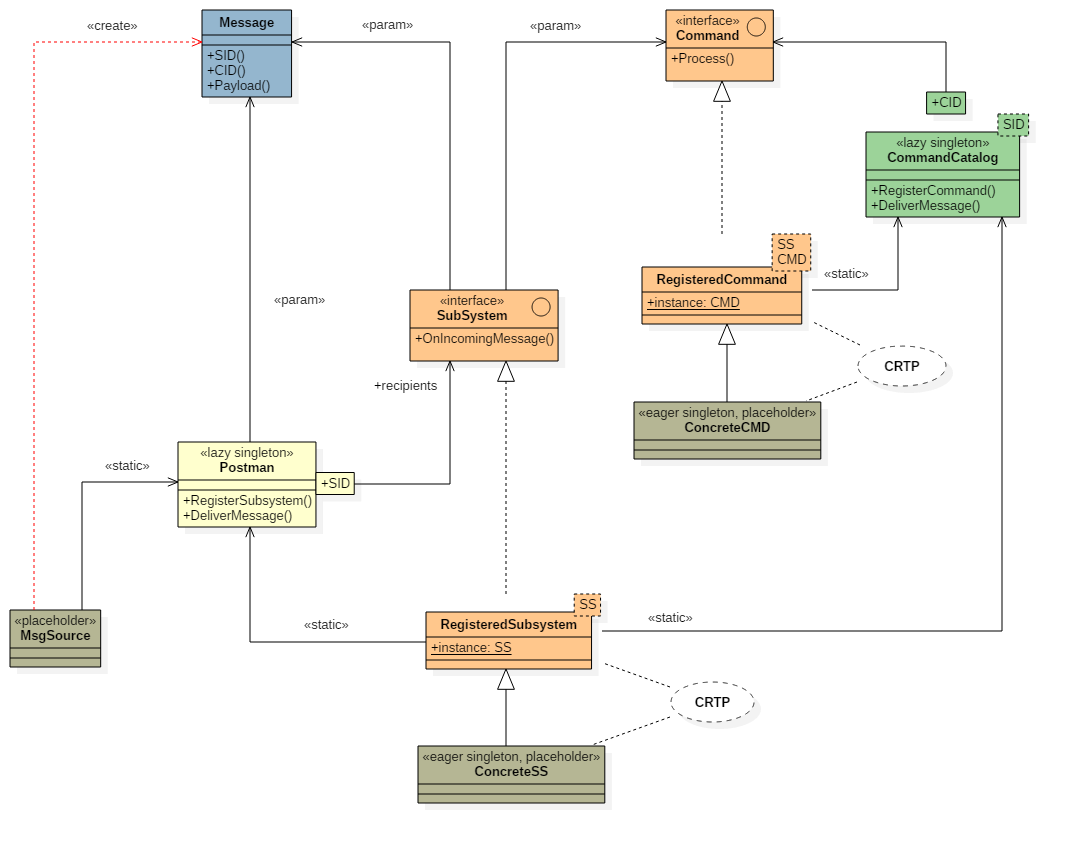 «create»
Message
+SID()
+CID()
+Payload()
«param»
«param»
«interface»
Command
+Process()
+CID
SID
«lazy singleton»
CommandCatalog
+RegisterCommand()
+DeliverMessage()
SS
CMD
RegisteredCommand
+instance: CMD
«static»
«param»
«interface»
SubSystem
+OnIncomingMessage()
CRTP
+recipients
«eager singleton, placeholder»
ConcreteCMD
«static»
«lazy singleton»
Postman
+SID
+RegisterSubsystem()
+DeliverMessage()
«placeholder»
MsgSource
«static»
SS
RegisteredSubsystem
+instance: SS
«static»
CRTP
«eager singleton, placeholder»
ConcreteSS